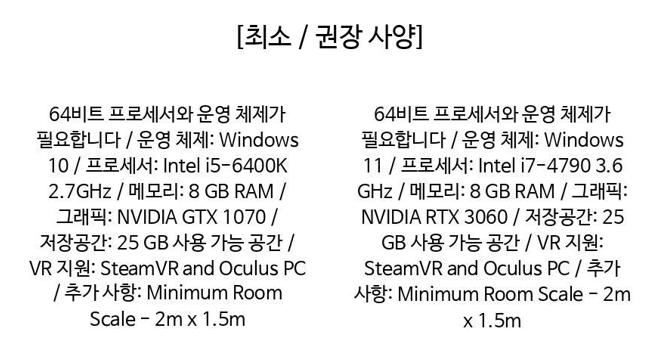 [최소 / 권장 사양]
64비트 프로세서와 운영 체제가
필요합니다 / 운영 체제: Windows
10 / 프로세서: Intel i5-6400K
2.7GHz / 메모리: 8 GB RAM /
그래픽: NVIDIA GTX 1070 /
저장공간: 25 GB 사용 가능 공간 /
VR 지원: SteamVR and Oculus PC
/ 추가 사항: Minimum Room
Scale - 2m x 1.5m
64비트 프로세서와 운영 체제가
필요합니다 / 운영 체제: Windows
11 / 프로세서: Intel i7-4790 3.6
GHz / 메모리: 8 GB RAM / 그래픽:
NVIDIA RTX 3060 / 저장공간: 25
GB 사용 가능 공간 / VR 지원:
SteamVR and Oculus PC / 추가
사항: Minimum Room Scale - 2m
x 1.5m